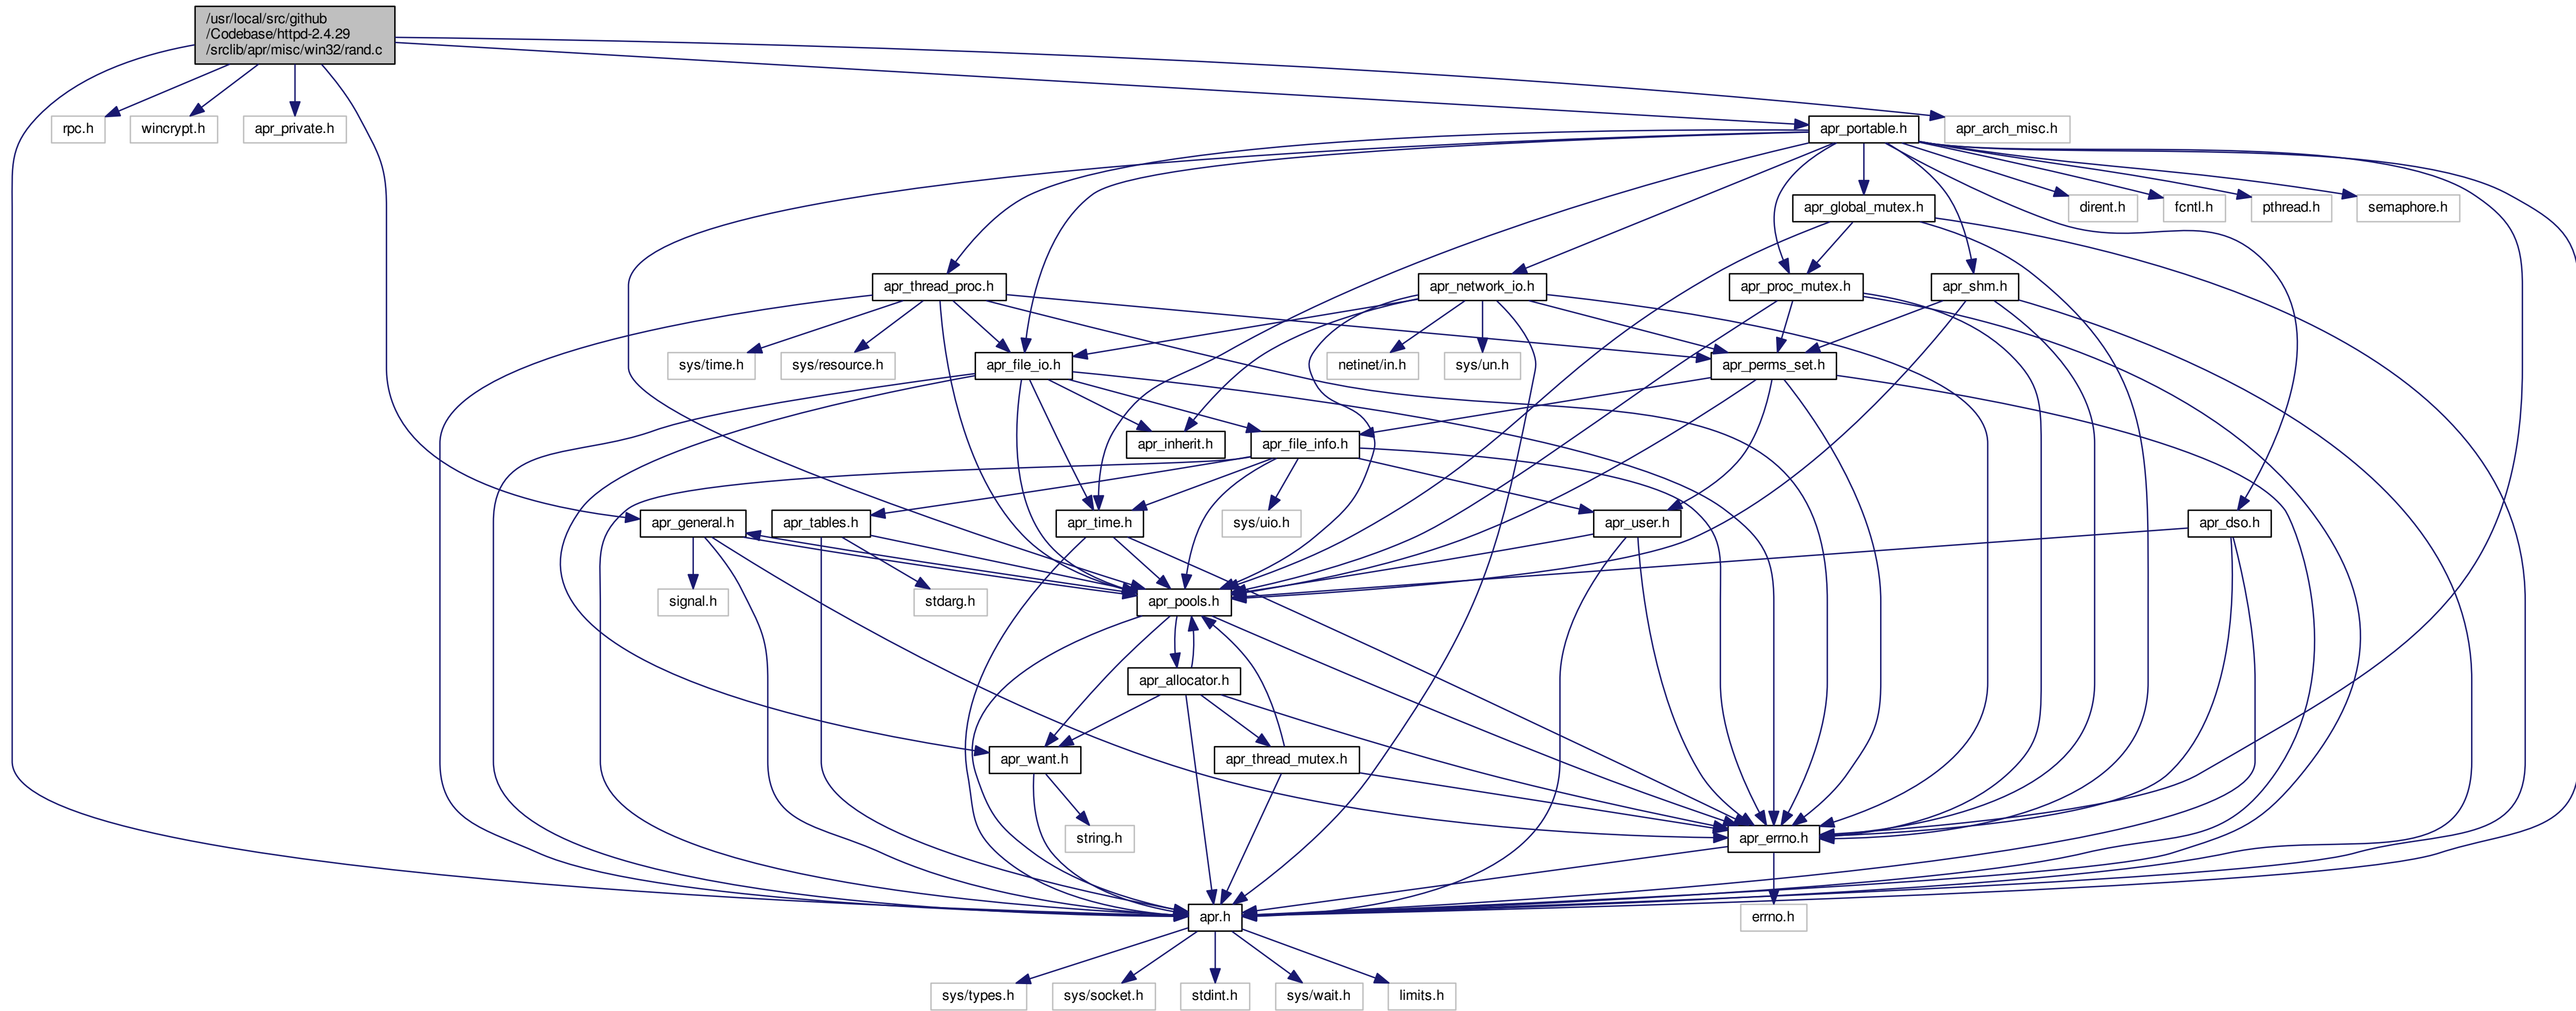 /usr/local/src/github
/Codebase/httpd-2.4.29
/srclib/apr/misc/win32/rand.c
rpc.h
wincrypt.h
apr_private.h
apr_portable.h
apr_arch_misc.h
apr_global_mutex.h
dirent.h
fcntl.h
pthread.h
semaphore.h
apr_thread_proc.h
apr_network_io.h
apr_proc_mutex.h
apr_shm.h
sys/time.h
sys/resource.h
apr_file_io.h
netinet/in.h
sys/un.h
apr_perms_set.h
apr_inherit.h
apr_file_info.h
apr_general.h
apr_tables.h
apr_time.h
sys/uio.h
apr_user.h
apr_dso.h
signal.h
stdarg.h
apr_pools.h
apr_allocator.h
apr_want.h
apr_thread_mutex.h
string.h
apr_errno.h
apr.h
errno.h
sys/types.h
sys/socket.h
stdint.h
sys/wait.h
limits.h